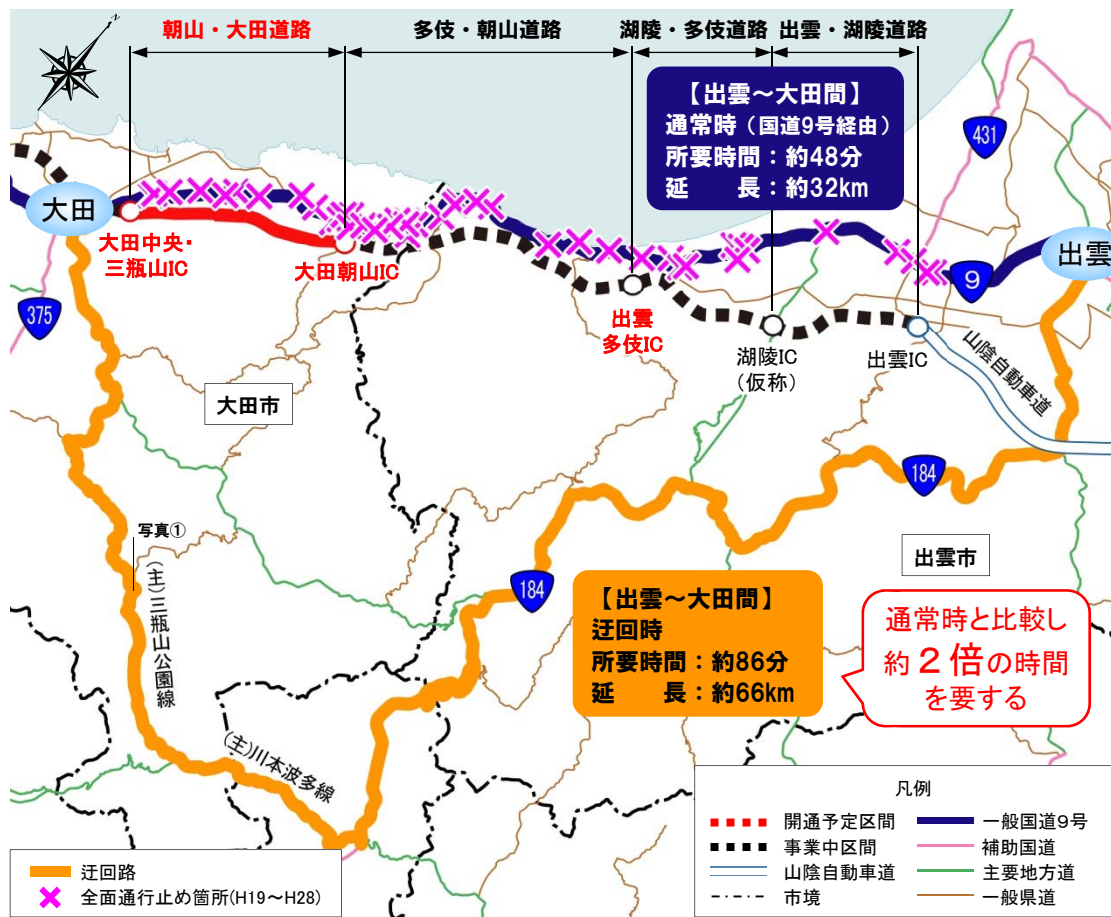 朝山・大田道路
多伎・朝山道路
湖陵・多伎道路
出雲・湖陵道路
N
【出雲～大田間】
通常時（国道9号経由）
所要時間：約48分
延　　長：約32km
431
大田
大田中央・
三瓶山IC
大田朝山IC
出雲
多伎IC
湖陵IC
（仮称）
出雲IC
山陰自動車道
9
出雲
375
大田市
184
写真①
(主)三瓶山公園線
184
出雲市
【出雲～大田間】
迂回時
所要時間：約86分
延　　長：約66km
通常時と比較し
約２倍の時間
を要する
(主)川本波多線
迂回路
全面通行止め箇所(H19～H28)
凡例
開通予定区間
事業中区間
山陰自動車道
市境
一般国道9号
補助国道
主要地方道
一般県道